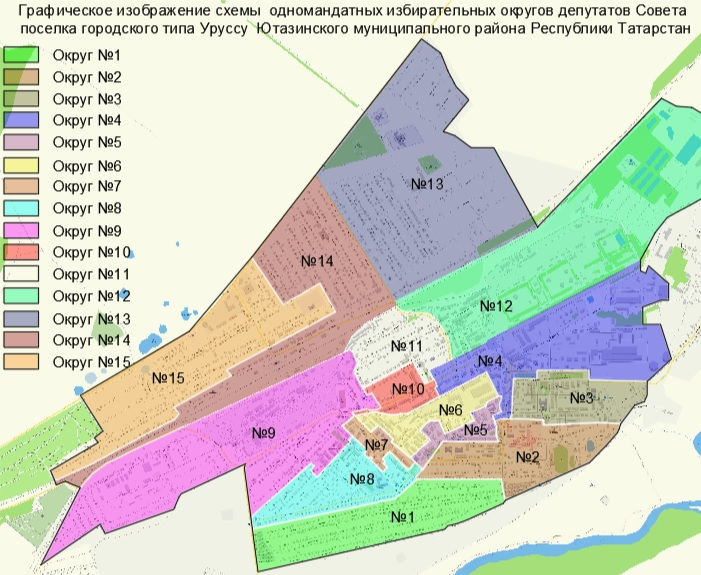 Графическое изображение схемы одномандатных избирательных округов депутатов Совета
поселка городского типа Уруссу Ютазинского муниципального района Республики Татарстан
Округ №1
Округ №2
Округ №3
Округ №4
Округ №5
Округ №6
Округ №7
Округ №8
Округ №9
Округ №10
Округ №11
Округ №12
Округ №13
Округ №14
Округ №15
№13
№14
№12
№11
№4
№15
№10
№3
№6
№9
№5
№7
№2
№8
№1